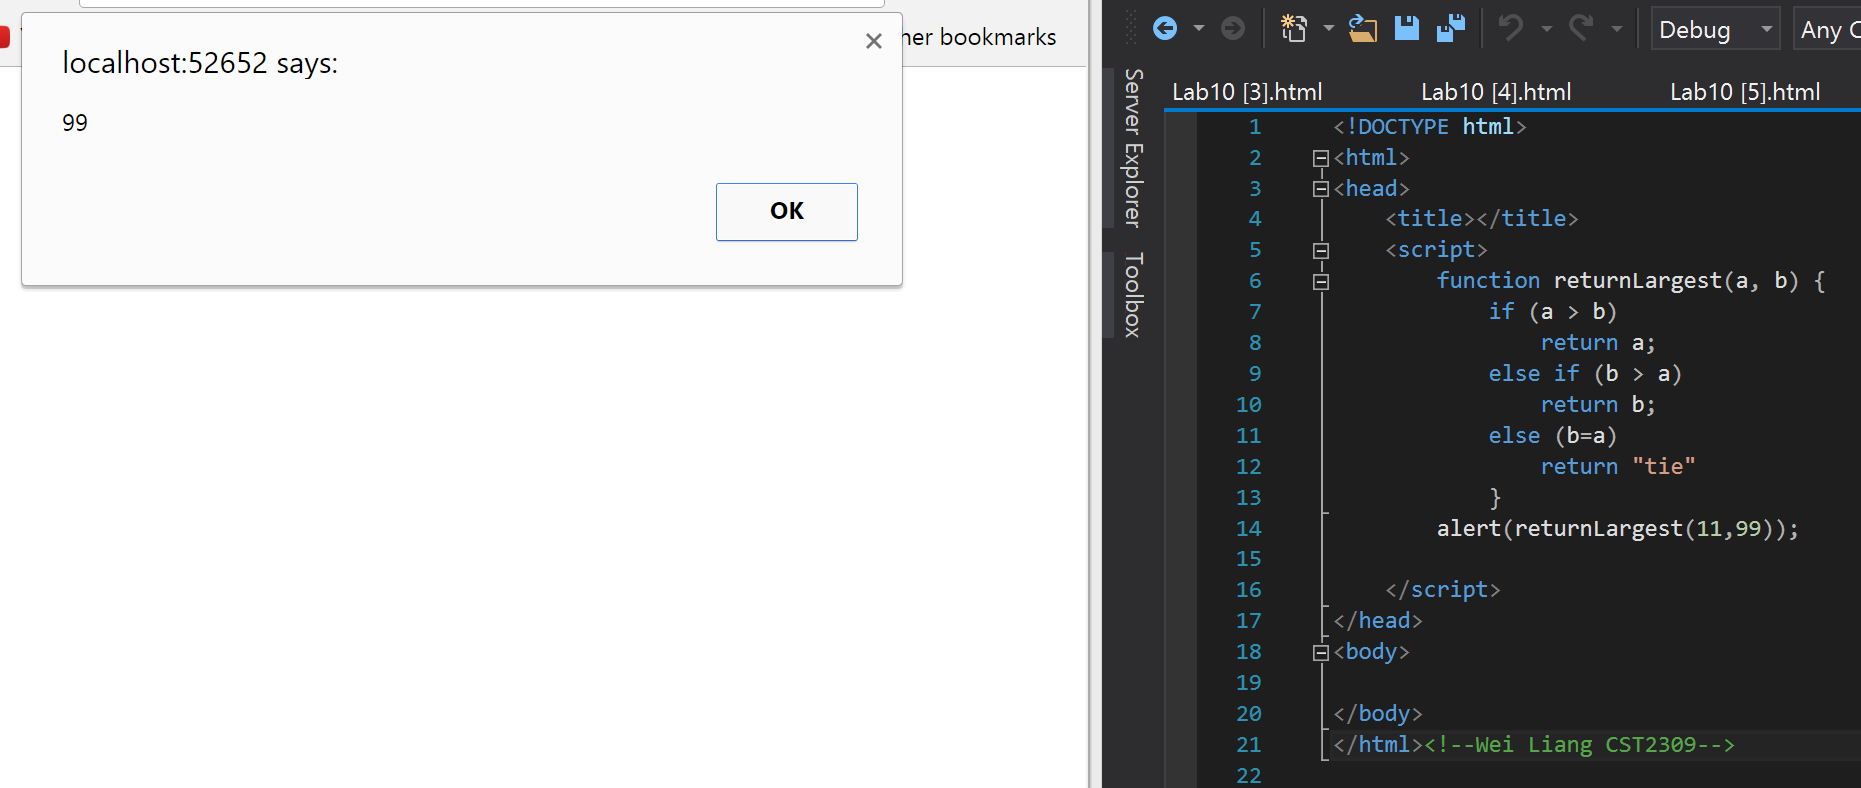 her bookmarks
localhost:52652 says:
99
OK
Debug
Any C
Server Explorer
Toolbox
Lab10 [3].html
Lab10 [4].html
Lab10 [5].html
1 <!DOCTYPE html>
2 <html>
3 <head>
4 <title></title>
5 <script>
6 function returnLargest(a, b) {
7 if (a > b)
8 return a;
9 else if (b > a)
10 return b;
11 else (b=a)
12 return "tie"
13 }
14 alert(returnLargest(11,99));
15
16 </script>
17 </head>
18 <body>
19
20 </body>
21 </html><!--Wei Liang CST2309-->
22